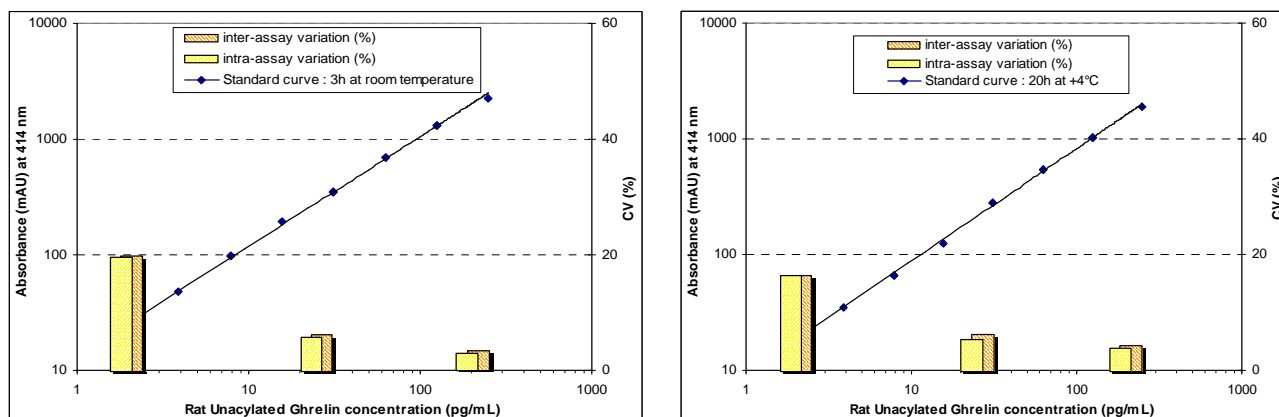 10000
1000
100
10
Absorbance (mAU) at 414 nm
inter-assay variation (%)
intra-assay variation (%)
Standard curve : 3h at room temperature
60
40
20
0
CV (%)
1
10
100
1000
Rat Unacylated Ghrelin concentration (pg/mL)
10000
1000
100
10
Absorbance (mAU) at 414 nm
inter-assay variation (%)
intra-assay variation (%)
Standard curve : 20h at +4°C
60
40
20
0
CV (%)
1
10
100
1000
Rat Unacylated Ghrelin concentration (pg/mL)